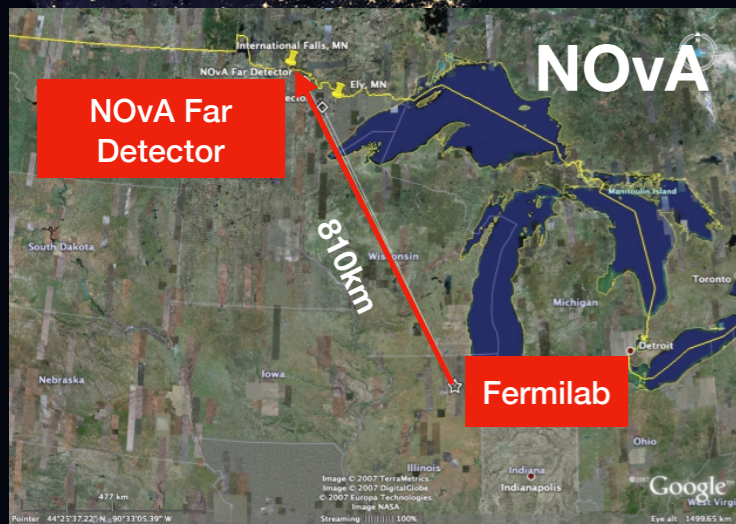 International Falls, MN
NOvA
NOvA Far Detector
Ely, MN
NOvA Far
Detector
Manitoulin Island
810km
South Dakota
Wisconsin
Toronto
Michigan
Detroit
Nebraska
Iowa
Fermilab
Ohio
Illinois
Indiana
Indianapolis
477 km
Image © 2007 TerraMetrics
Image © 2007 DigitalGlobe
© 2007 Europa Technologies
Image NASA
Google
West Virgi
Pointer 44°25'37.22" N 90°33'05.39" W
Streaming 100%
Eye alt 1499.65 km